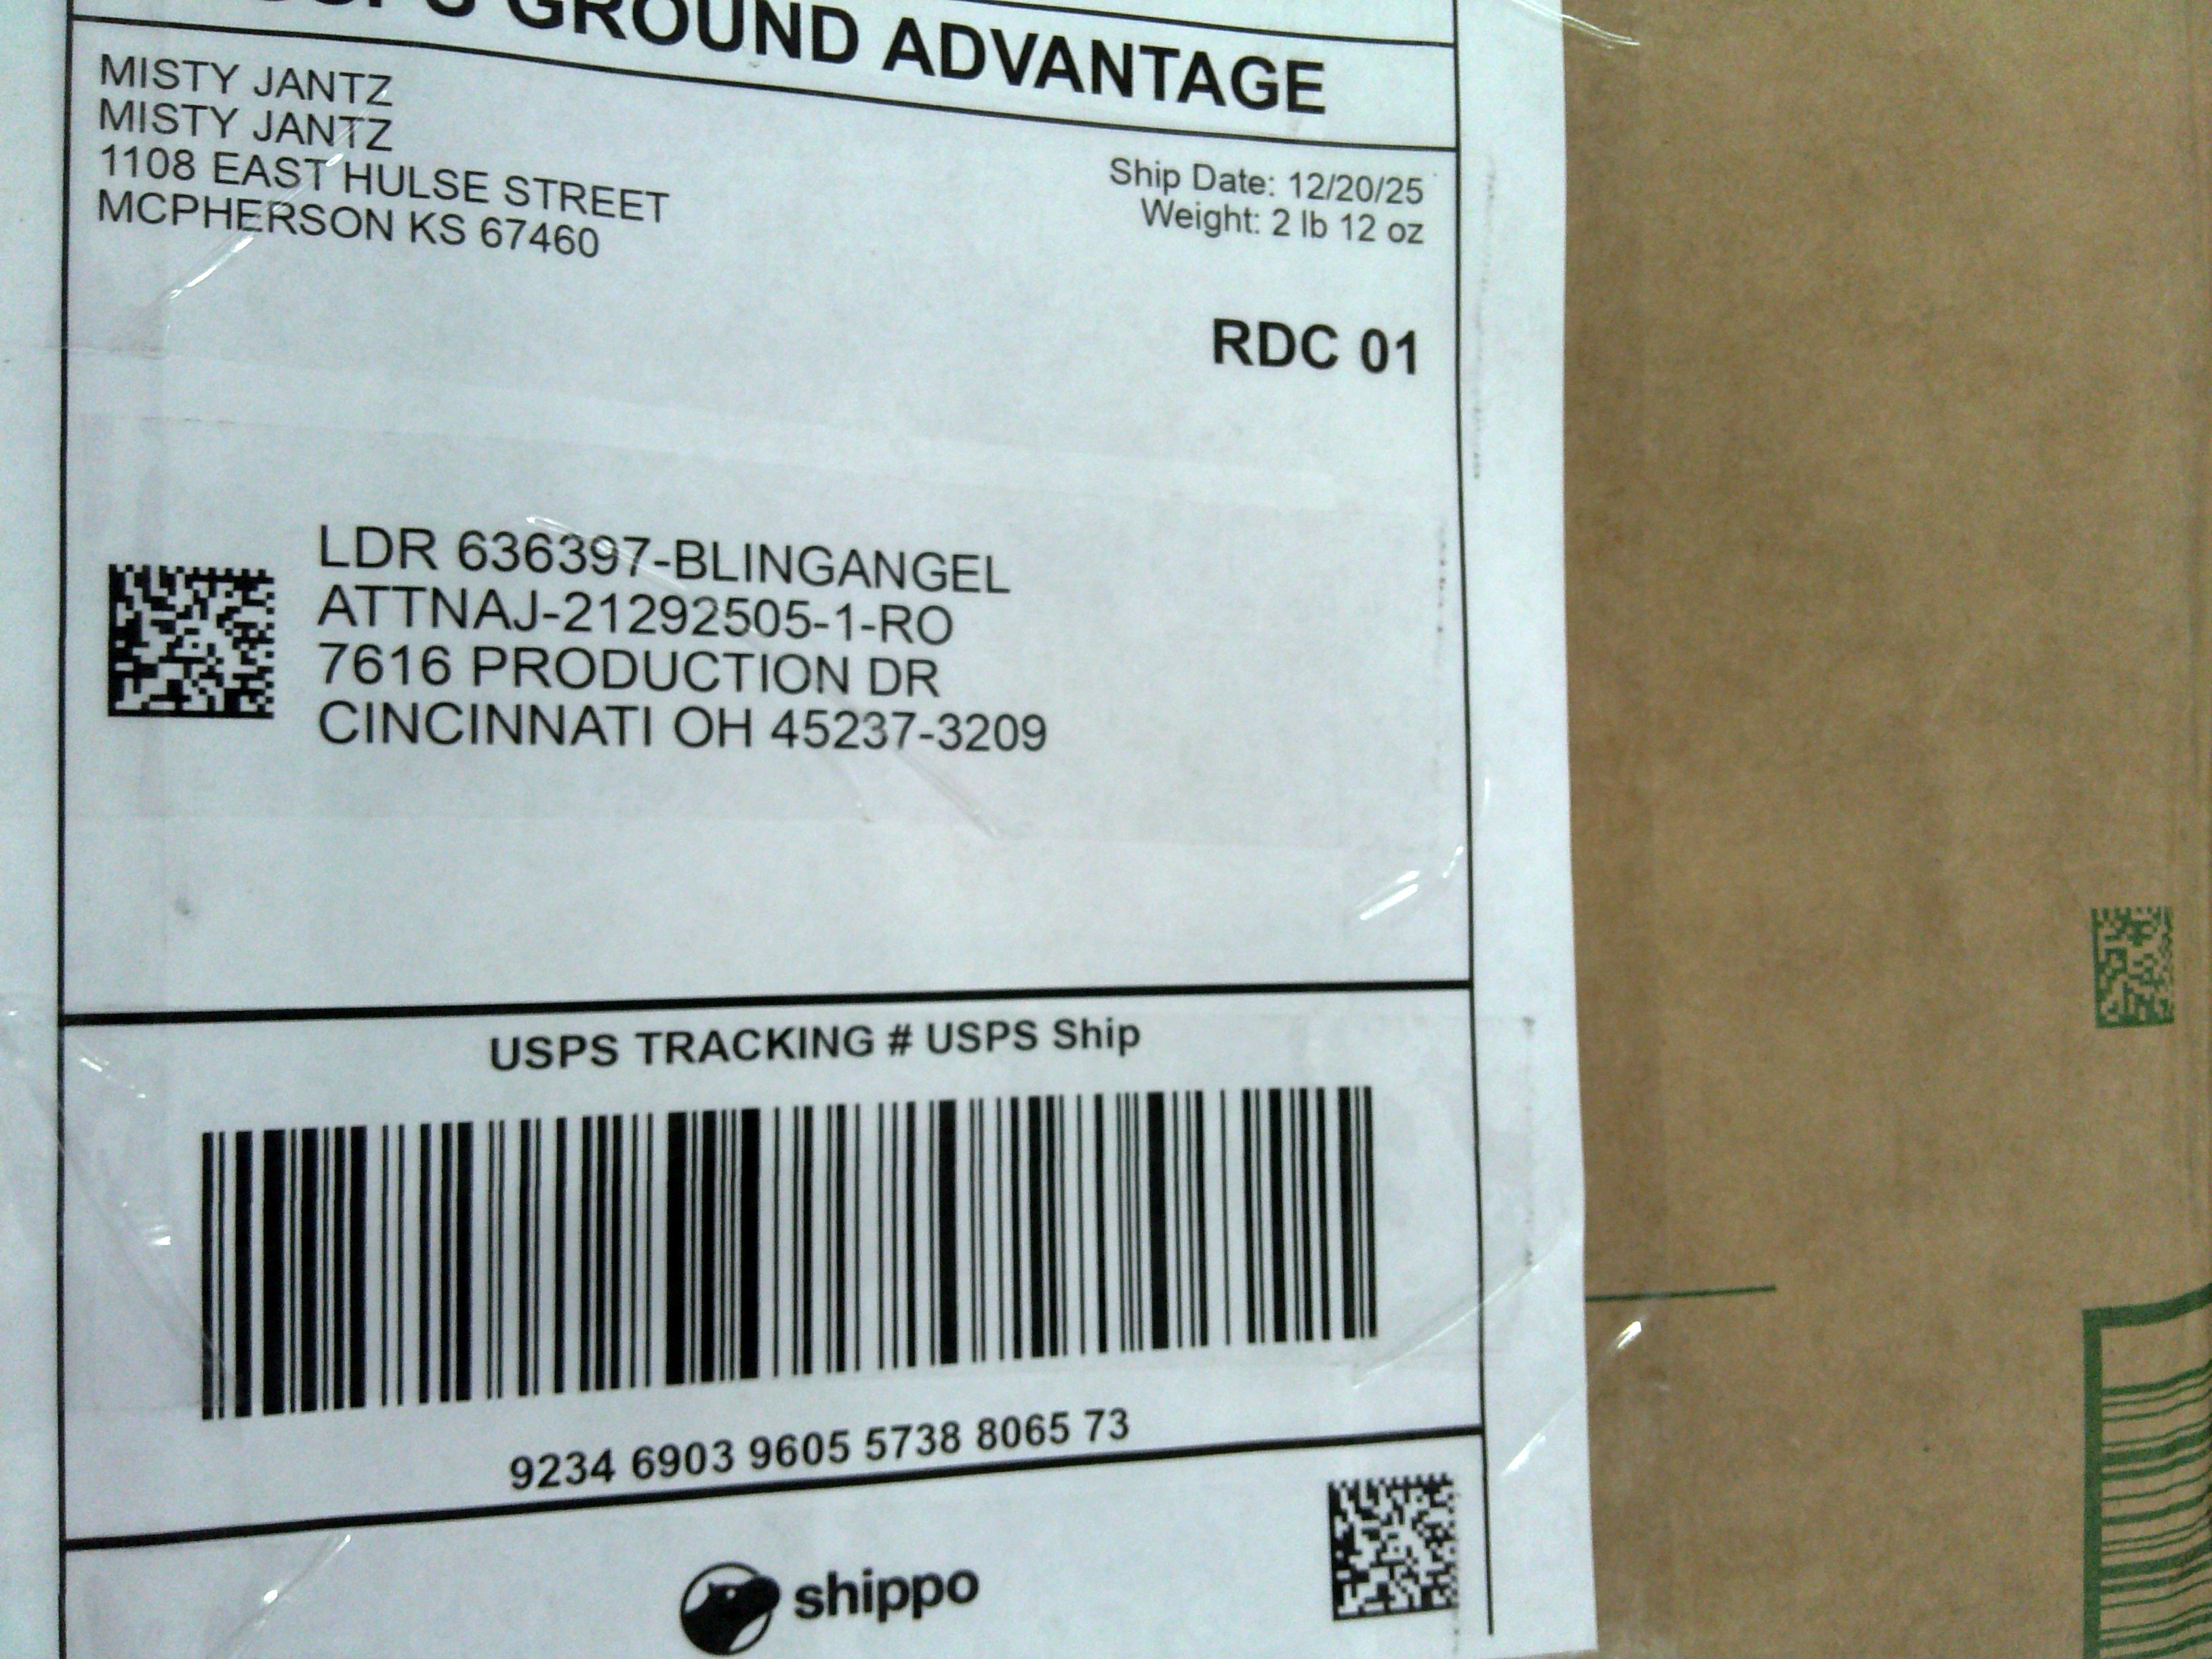 USPS GROUND ADVANTAGE
MISTY JANTZ
MISTY JANTZ
1108 EAST HULSE STREET
MCPHERSON KS 67460
Ship Date: 12/20/25
Weight: 2 lb 12 oz
RDC 01
LDR 636397-BLINGANGEL
ATTNAJ-21292505-1-RO
7616 PRODUCTION DR
CINCINNATI OH 45237-3209
USPS TRACKING # USPS Ship
9234 6903 9605 5738 8065 73
shippo